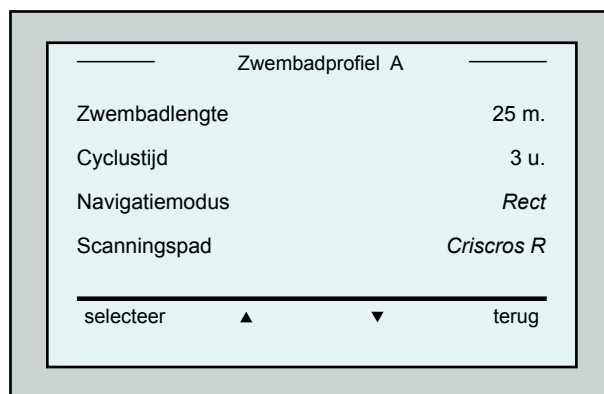 Zwembadprofiel A
Zwembadlengte 25 m.
Cyclustijd 3 u.
Navigatiemodus Rect
Scanningspad Criscros R
selecteer ▲ ▼ terug